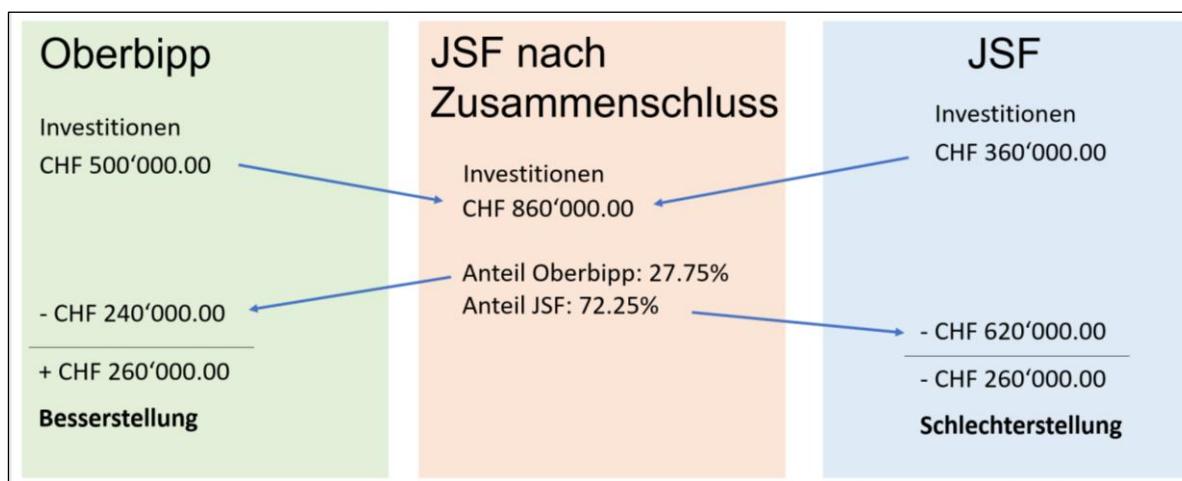 Oberbipp
Investitionen
CHF 500‘000.00
- CHF 240‘000.00
+ CHF 260‘000.00
Besserstellung
JSF nach
Zusammenschluss
Investitionen
CHF 860‘000.00
Anteil Oberbipp: 27.75%
Anteil JSF: 72.25%
JSF
Investitionen
CHF 360‘000.00
- CHF 620‘000.00
- CHF 260‘000.00
Schlechterstellung